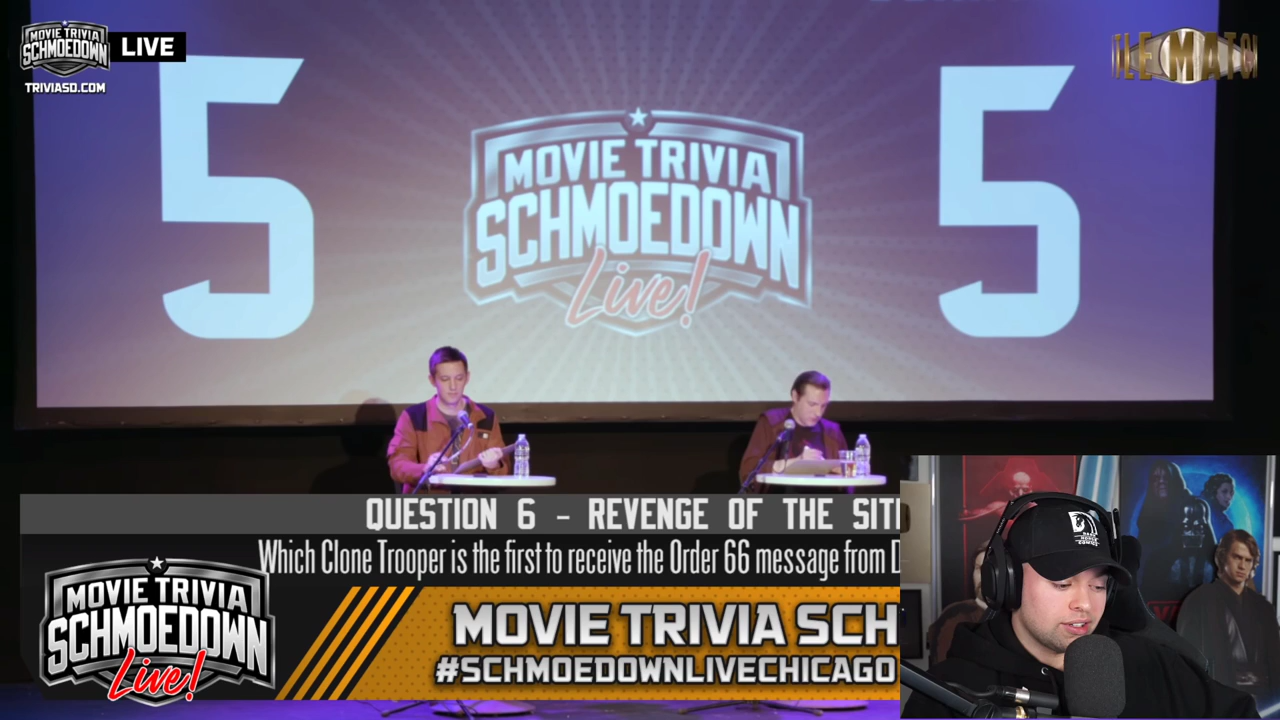 MOVIE TRIVIA
SCHMOEDOWN
LIVE
TRIVIASD.COM
5
MOVIE TRIVIA
SCHMOEDOWN
Live!
5
QUESTION 6 - REVENGE OF THE
Which Clone Trooper is the first to receive the Order 66 message from
MOVIE TRIVIA
SCHMOEDOWN
Live!
MOVIE TRIVIA SCH
#SCHMOEDOWNLIVECHICAGO